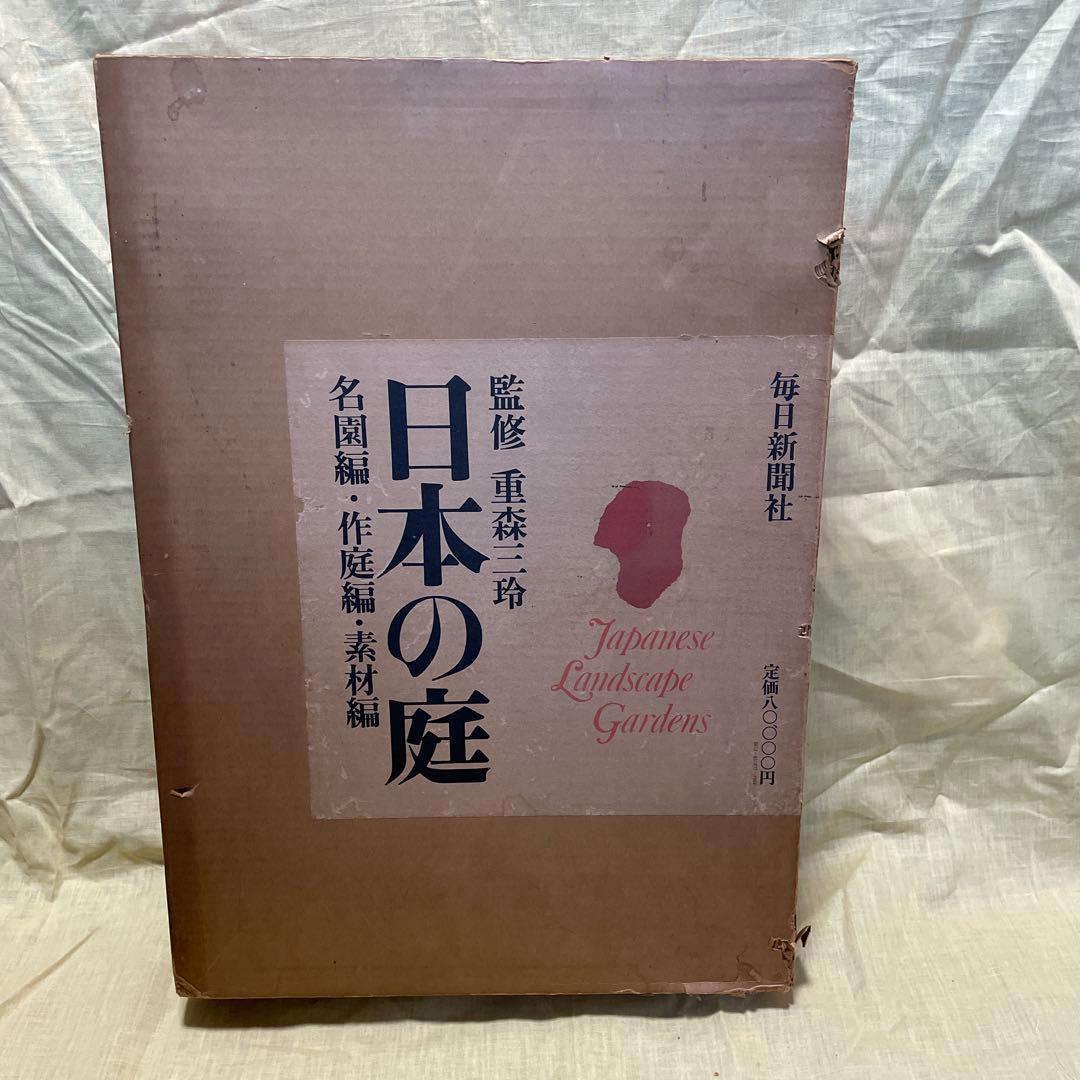 毎日新聞社
定価八〇、〇〇〇円
Japanese
Landscape
Gardens
監修 重森三玲
日本の庭
名園編・作庭編・素材編